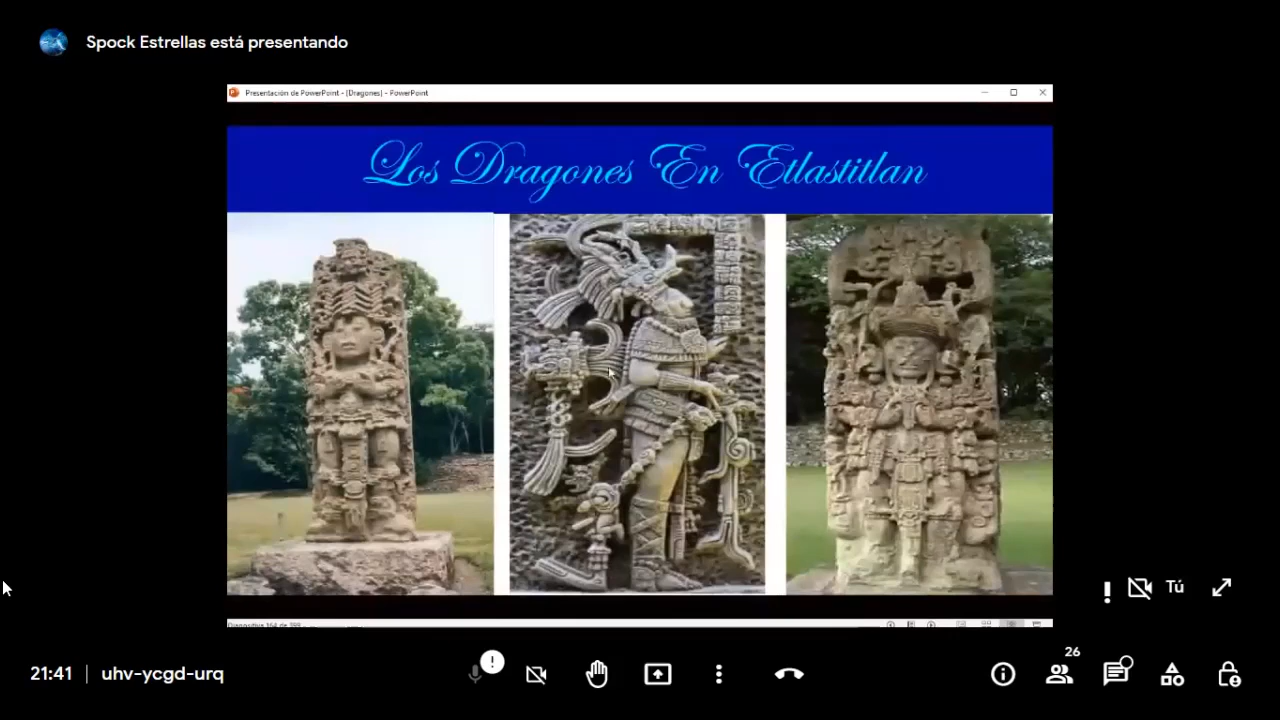 Spock Estrellas está presentando
Presentación de PowerPoint - [Dragones] - PowerPoint
Los Dragones En Etlastitlan
Tú
26
21:41 | uhv-ycgd-urq